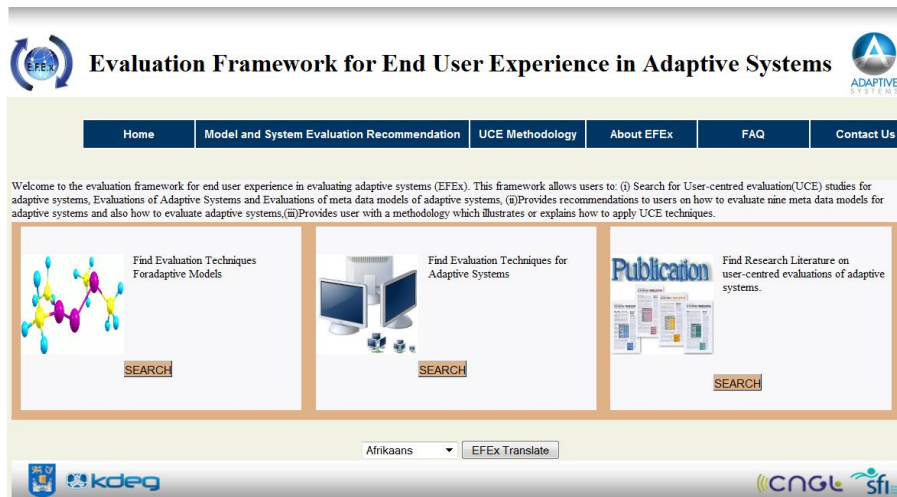 EFEx
Evaluation Framework for End User Experience in Adaptive Systems
ADAPTIVE
SYSTEMS
Home
Model and System Evaluation Recommendation
UCE Methodology
About EFEx
FAQ
Contact Us
Welcome to the evaluation framework for end user experience in evaluating adaptive systems (EFEx). This framework allows users to: (i) Search for User-centred evaluation(UCE) studies for
adaptive systems, Evaluations of Adaptive Systems and Evaluations of meta data models of adaptive systems, (ii)Provides recommendations to users on how to evaluate nine meta data models for
adaptive systems and also how to evaluate adaptive systems,(iii)Provides user with a methodology which illustrates or explains how to apply UCE techniques.
Find Evaluation Techniques
Foradaptive Models
SEARCH
Find Evaluation Techniques for
Adaptive Systems
SEARCH
Publication
Find Research Literature on
user-centred evaluations of adaptive
systems.
SEARCH
Afrikaans
EFEx Translate
kdeg
CNGL
sfi